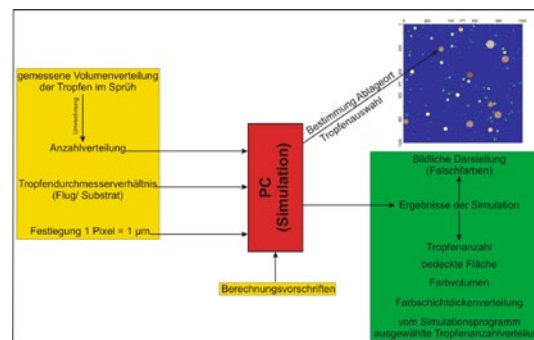 gemessene Volumenverteilung
der Tropfen im Sprüh
Umrechnung
Anzahlverteilung
Tropfendurchmesserverhältnis
(Flug/ Substrat)
Festlegung 1 Pixel = 1 µm
PC
(Simulation)
Berechnungsvorschriften
Bestimmung Ablageort
Tropfenauswahl
Bildliche Darstellung
(Falschfarben)
Ergebnisse der Simulation
Tropfenanzahl
bedeckte Fläche
Farbvolumen
Farbschichtdickenverteilung
vom Simulationsprogramm
ausgewählte Tropfenanzahlverteilun